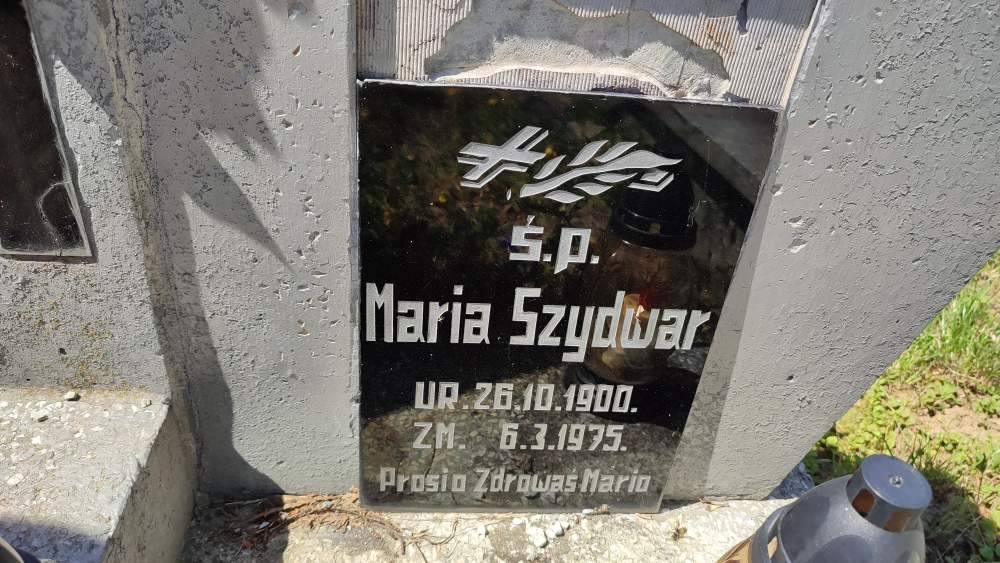 ś.p.
Maria Szydwar
UR. 26.10.1900.
ZM. 6.3.1975.
Prosi o Zdrowaś Mario